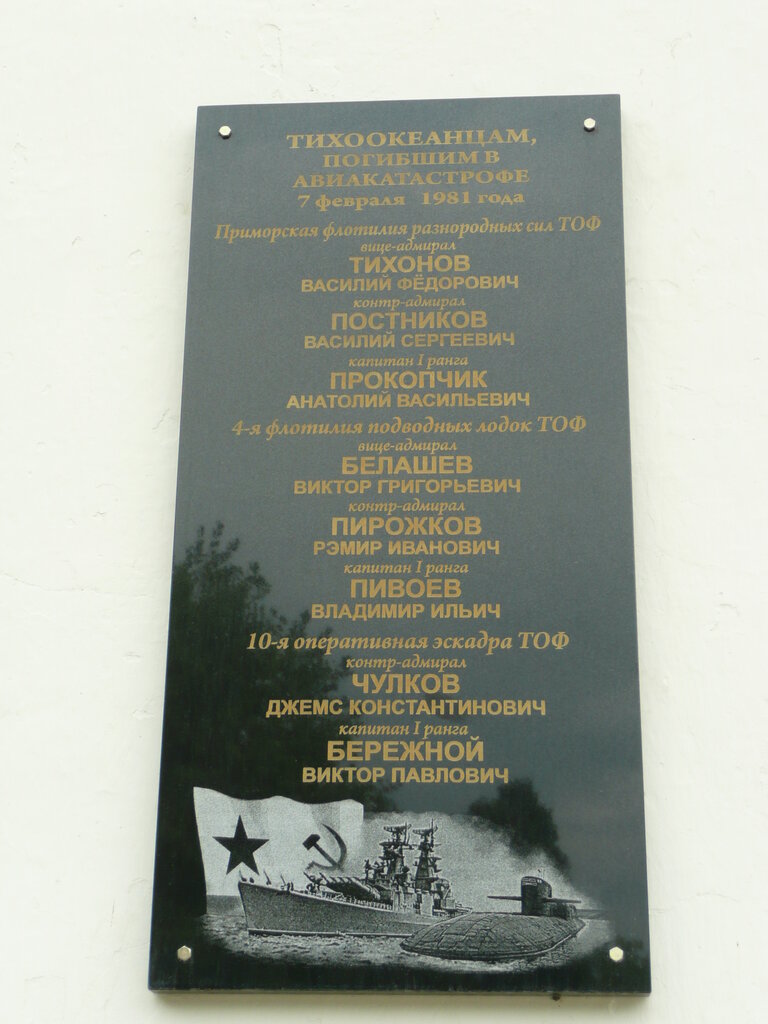 ТИХООКЕАНЦАМ,
ПОГИБШИМ В
АВИАКАТАСТРОФЕ
7 февраля 1981 года
Приморская флотилия разнородных сил ТОФ
вице-адмирал
ТИХОНОВ
ВАСИЛИЙ ФЁДОРОВИЧ
контр-адмирал
ПОСТНИКОВ
ВАСИЛИЙ СЕРГЕЕВИЧ
капитан I ранга
ПРОКОПЧИК
АНАТОЛИЙ ВАСИЛЬЕВИЧ
4-я флотилия подводных лодок ТОФ
вице-адмирал
БЕЛАШЕВ
ВИКТОР ГРИГОРЬЕВИЧ
контр-адмирал
ПИРОЖКОВ
РЭМИР ИВАНОВИЧ
капитан I ранга
ПИВОЕВ
ВЛАДИМИР ИЛЬИЧ
10-я оперативная эскадра ТОФ
контр-адмирал
ЧУЛКОВ
ДЖЕМС КОНСТАНТИНОВИЧ
капитан I ранга
БЕРЕЖНОЙ
ВИКТОР ПАВЛОВИЧ